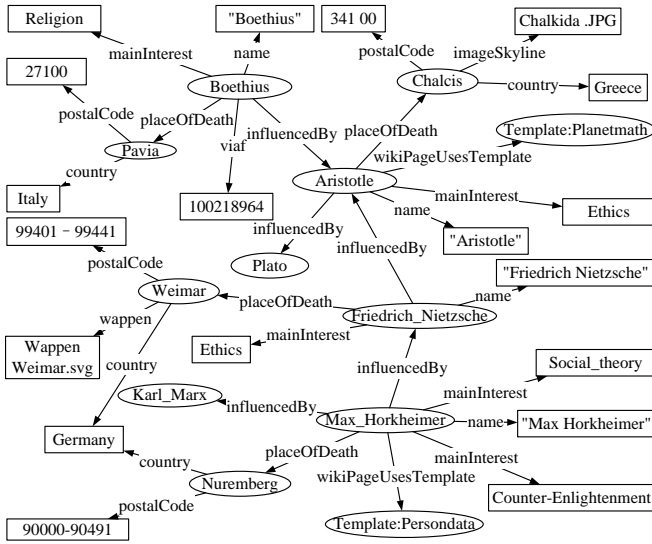 Religion
"Boethius"
341 00
Chalkida .JPG
mainInterest
name
postalCode
imageSkyline
27100
Boethius
Chalcis
country
Greece
postalCode
placeOfDeath
influencedBy
placeOfDeath
Template:Planetmath
Pavia
viaf
wikiPageUsesTemplate
country
Aristotle
mainInterest
Italy
100218964
name
Ethics
99401－99441
influencedBy
influencedBy
"Aristotle"
postalCode
Plato
"Friedrich Nietzsche"
Weimar
placeOfDeath
name
wappen
Friedrich_Nietzsche
Wappen
Weimar.svg
country
Ethics
mainInterest
influencedBy
Social_theory
Karl_Marx
influencedBy
mainInterest
Max_Horkheimer
name
"Max Horkheimer"
Germany
country
placeOfDeath
mainInterest
Nuremberg
wikiPageUsesTemplate
Counter-Enlightenment
postalCode
90000-90491
Template:Persondata